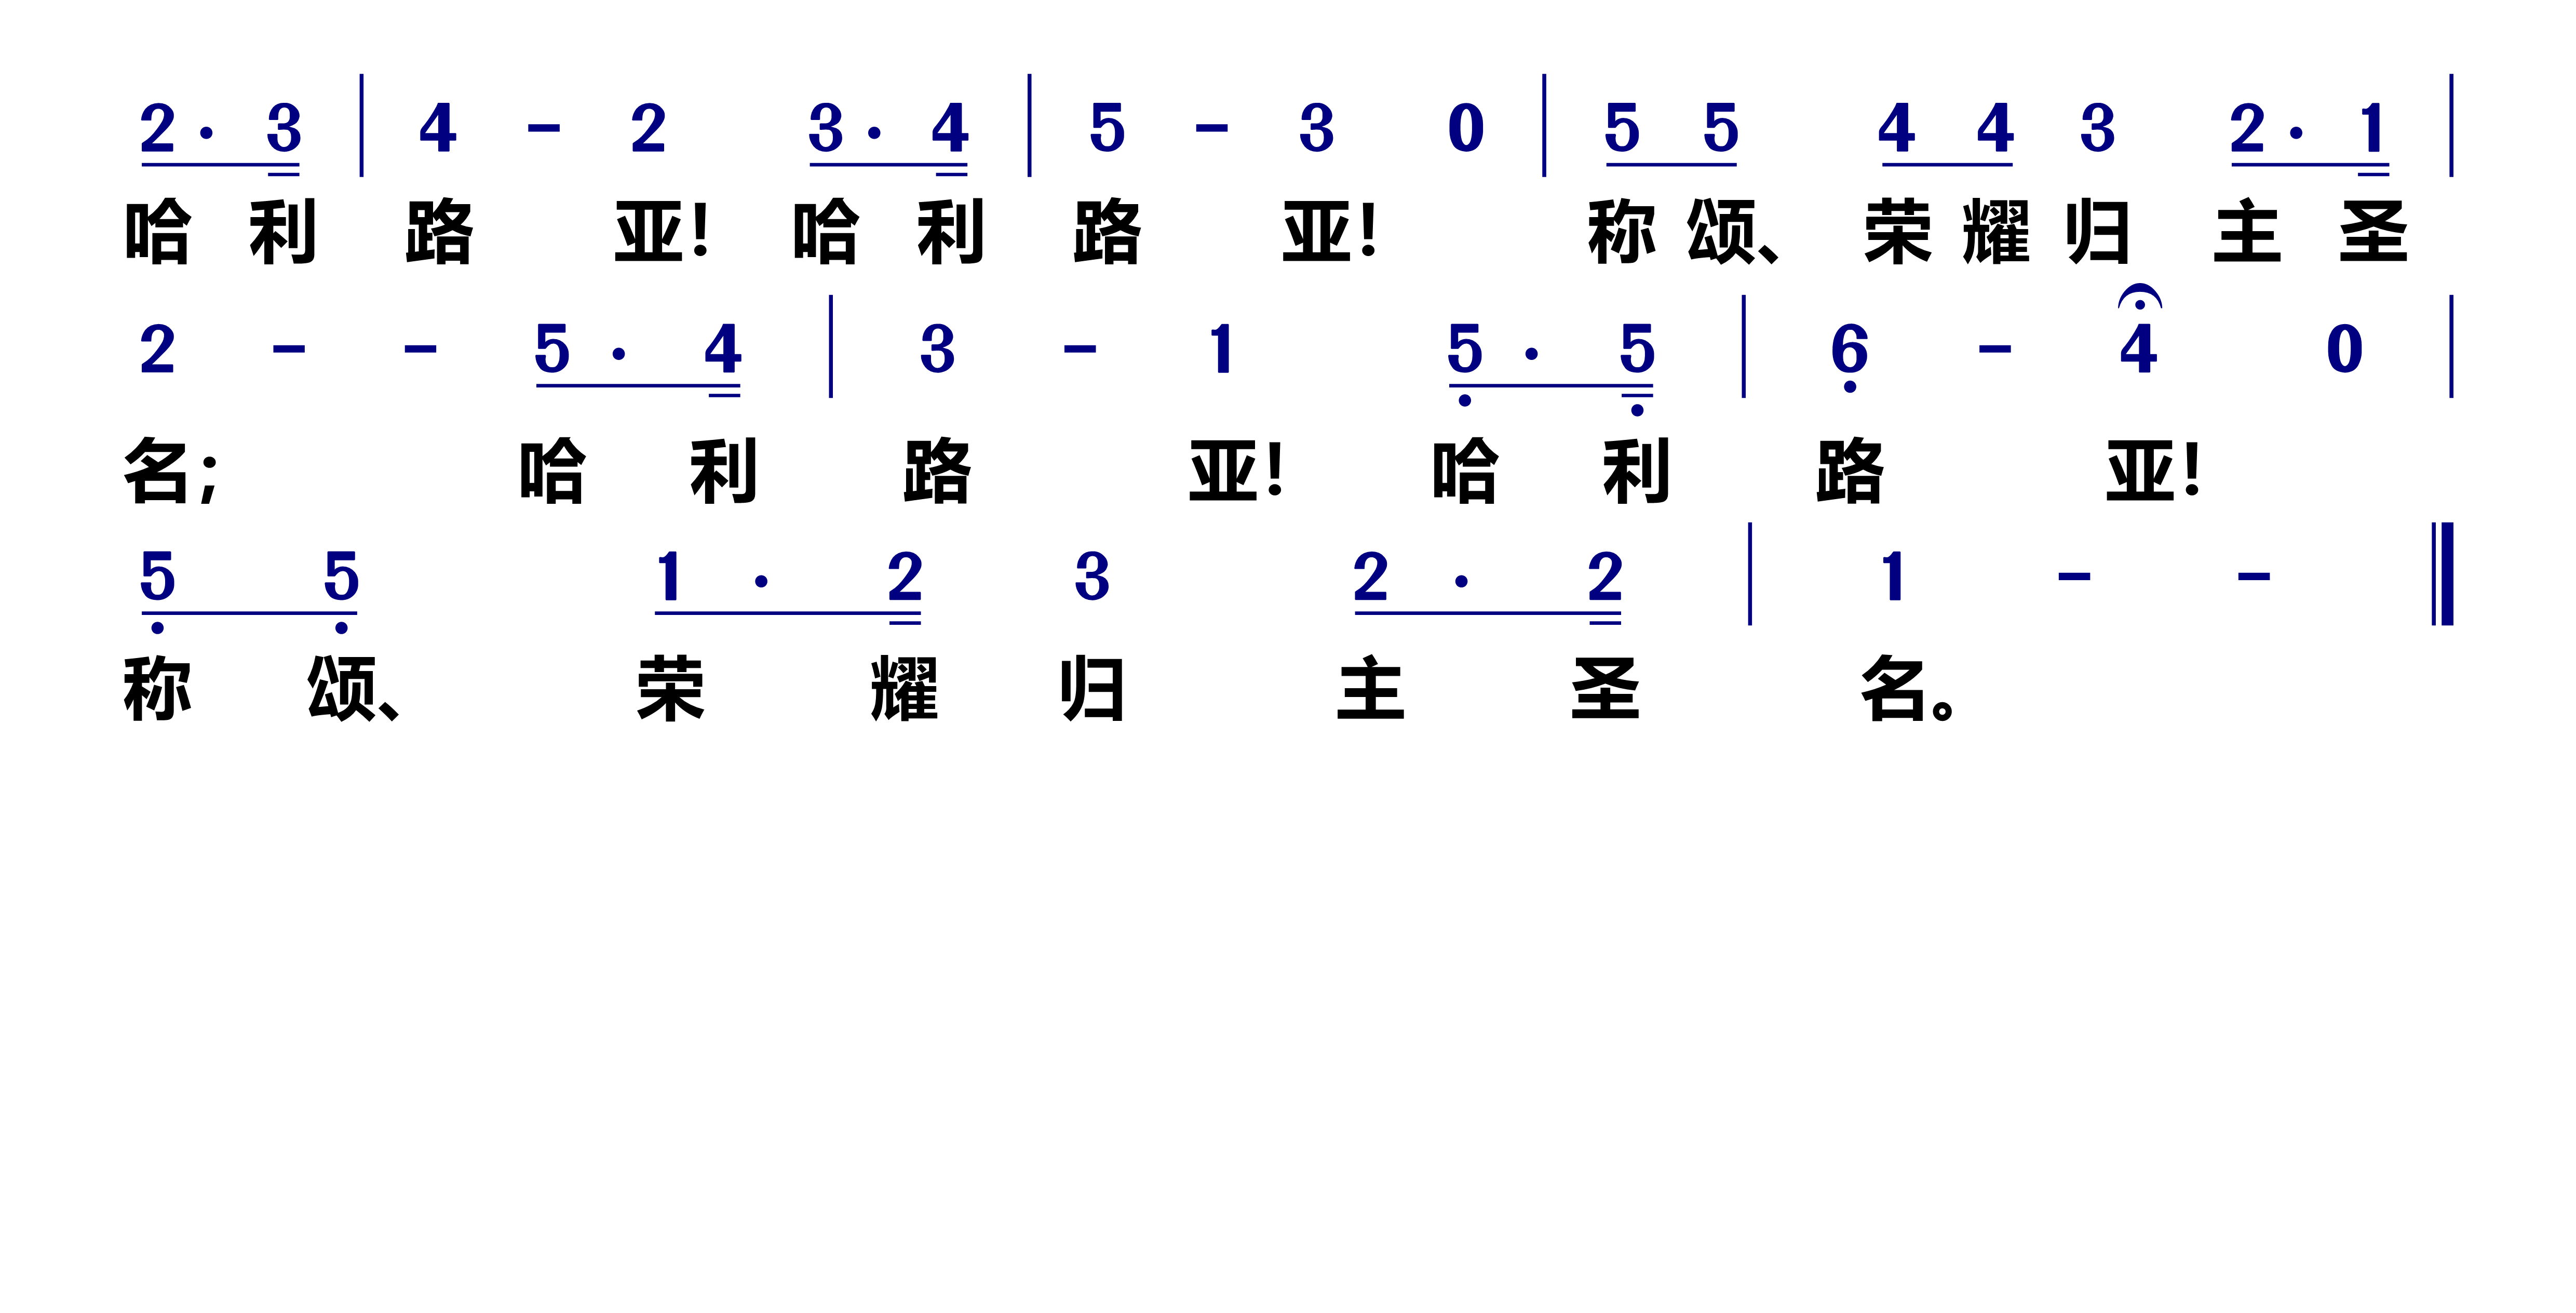 2· 3 | 4 - 2 3· 4 | 5 - 3 0 | 5 5 4 4 3 2· 1 |
哈利路亚！哈利路亚！称颂、荣耀归主圣
2 - - 5· 4 | 3 - 1 5· 5 | 6 - 4 0 |
名；哈利路亚！哈利路亚！
5 5 1· 2 3 2· 2 | 1 - - ‖
称颂、荣耀归主圣名。